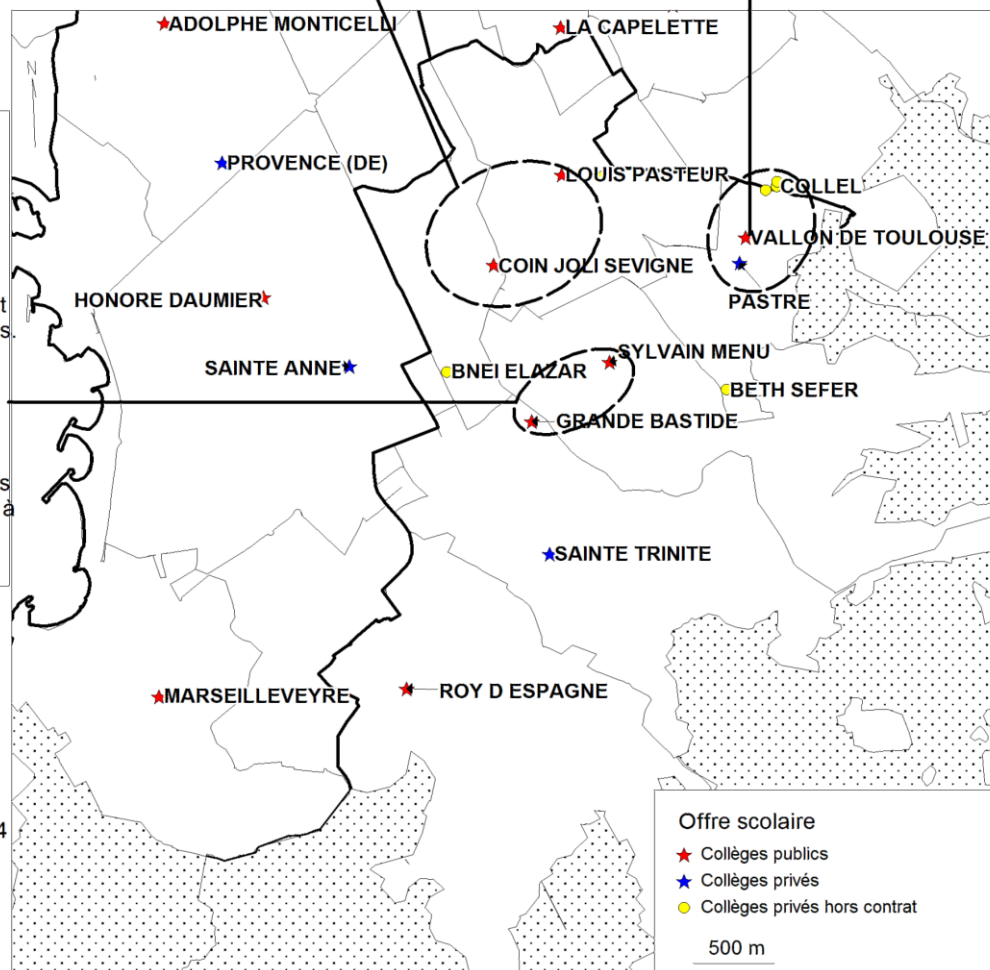 ADOLPHE MONTICELLI
LA CAPELETTE
N
PROVENCE (DE)
LOUIS PASTEUR
COLLEL
VALLON DE TOULOUSE
COIN JOLI SEVIGNE
HONORE DAUMIER
PASTRE
t
s.
SYLVAIN MENU
SAINTE ANNE
BNEI ELAZAR
BETH SEFER
GRANDE BASTIDE
s
à
SAINTE TRINITE
ROY D ESPAGNE
MARSEILLEVEYRE
4
Offre scolaire
Collèges publics
Collèges privés
Collèges privés hors contrat
500 m